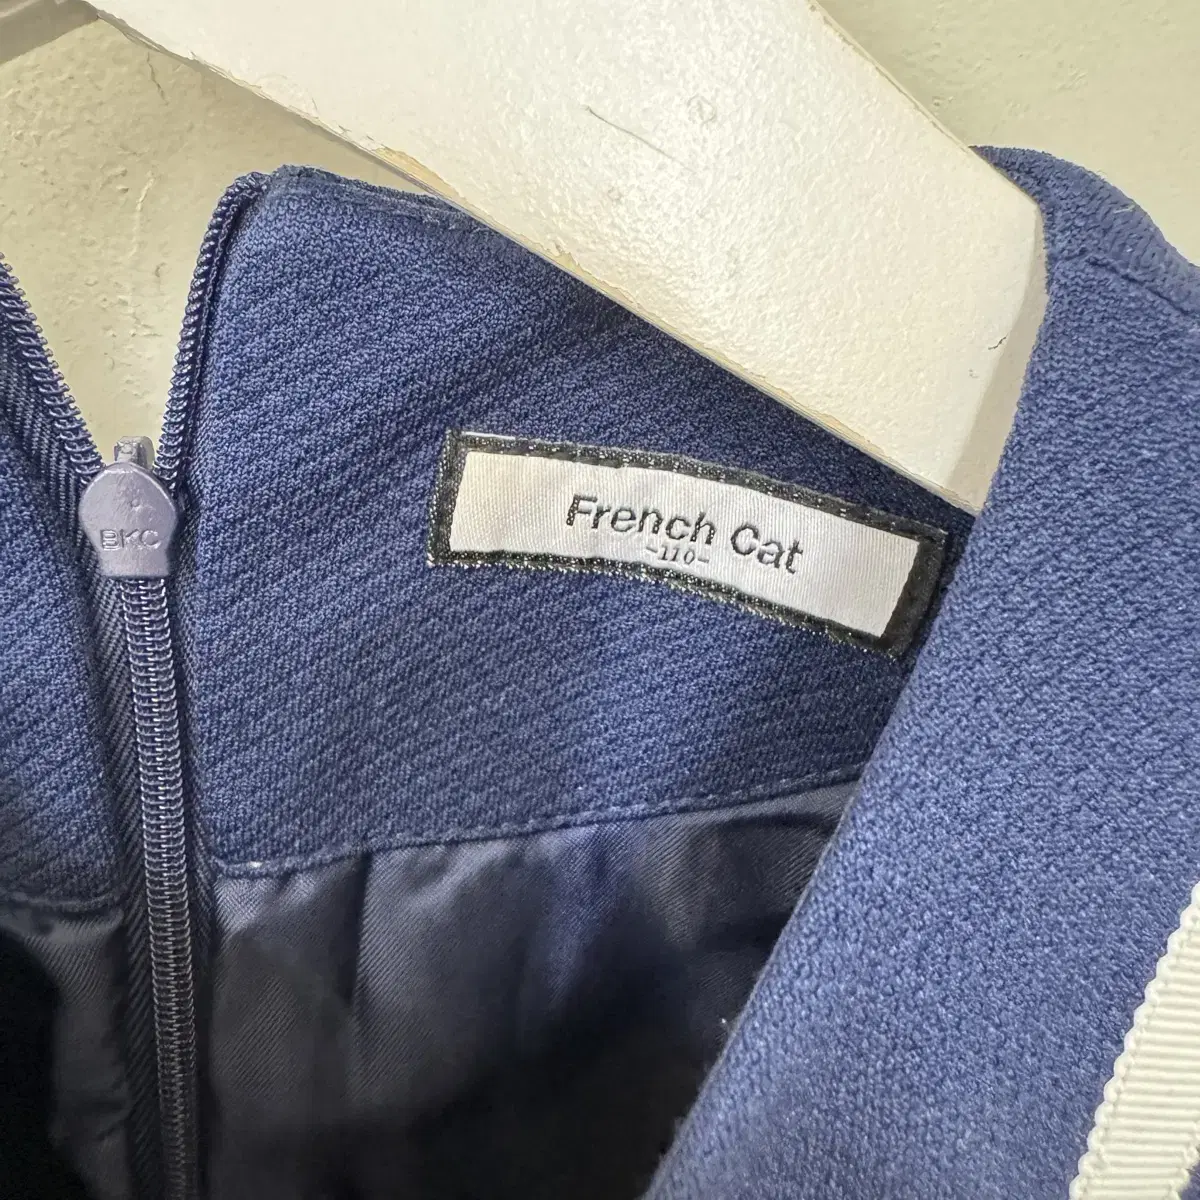 French Cat
-110-
BKC